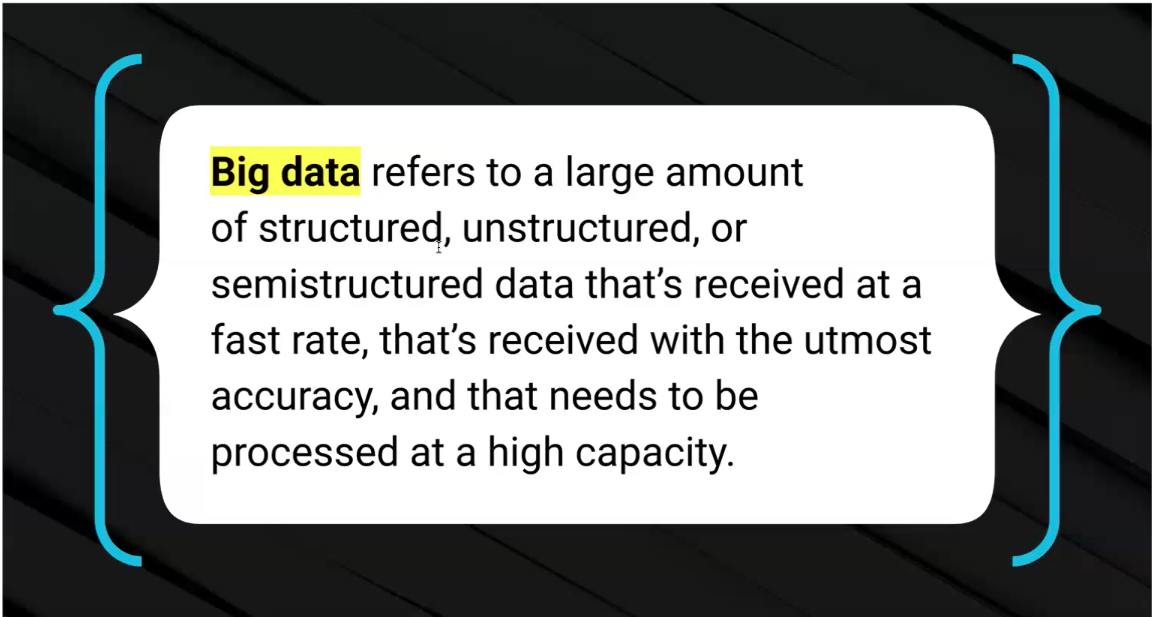 Big data refers to a large amount
of structured, unstructured, or
semistructured data that’s received at a
fast rate, that’s received with the utmost
accuracy, and that needs to be
processed at a high capacity.